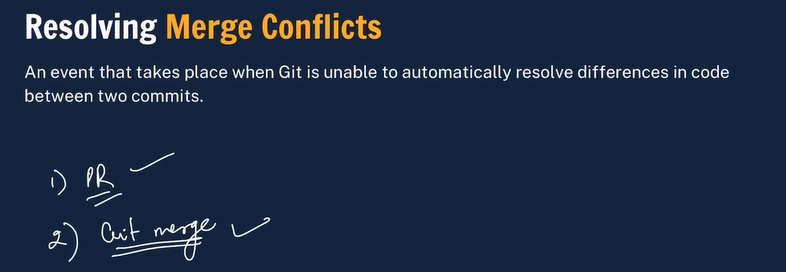 Resolving Merge Conflicts
An event that takes place when Git is unable to automatically resolve differences in code
between two commits.
1) PR
2) Git merge